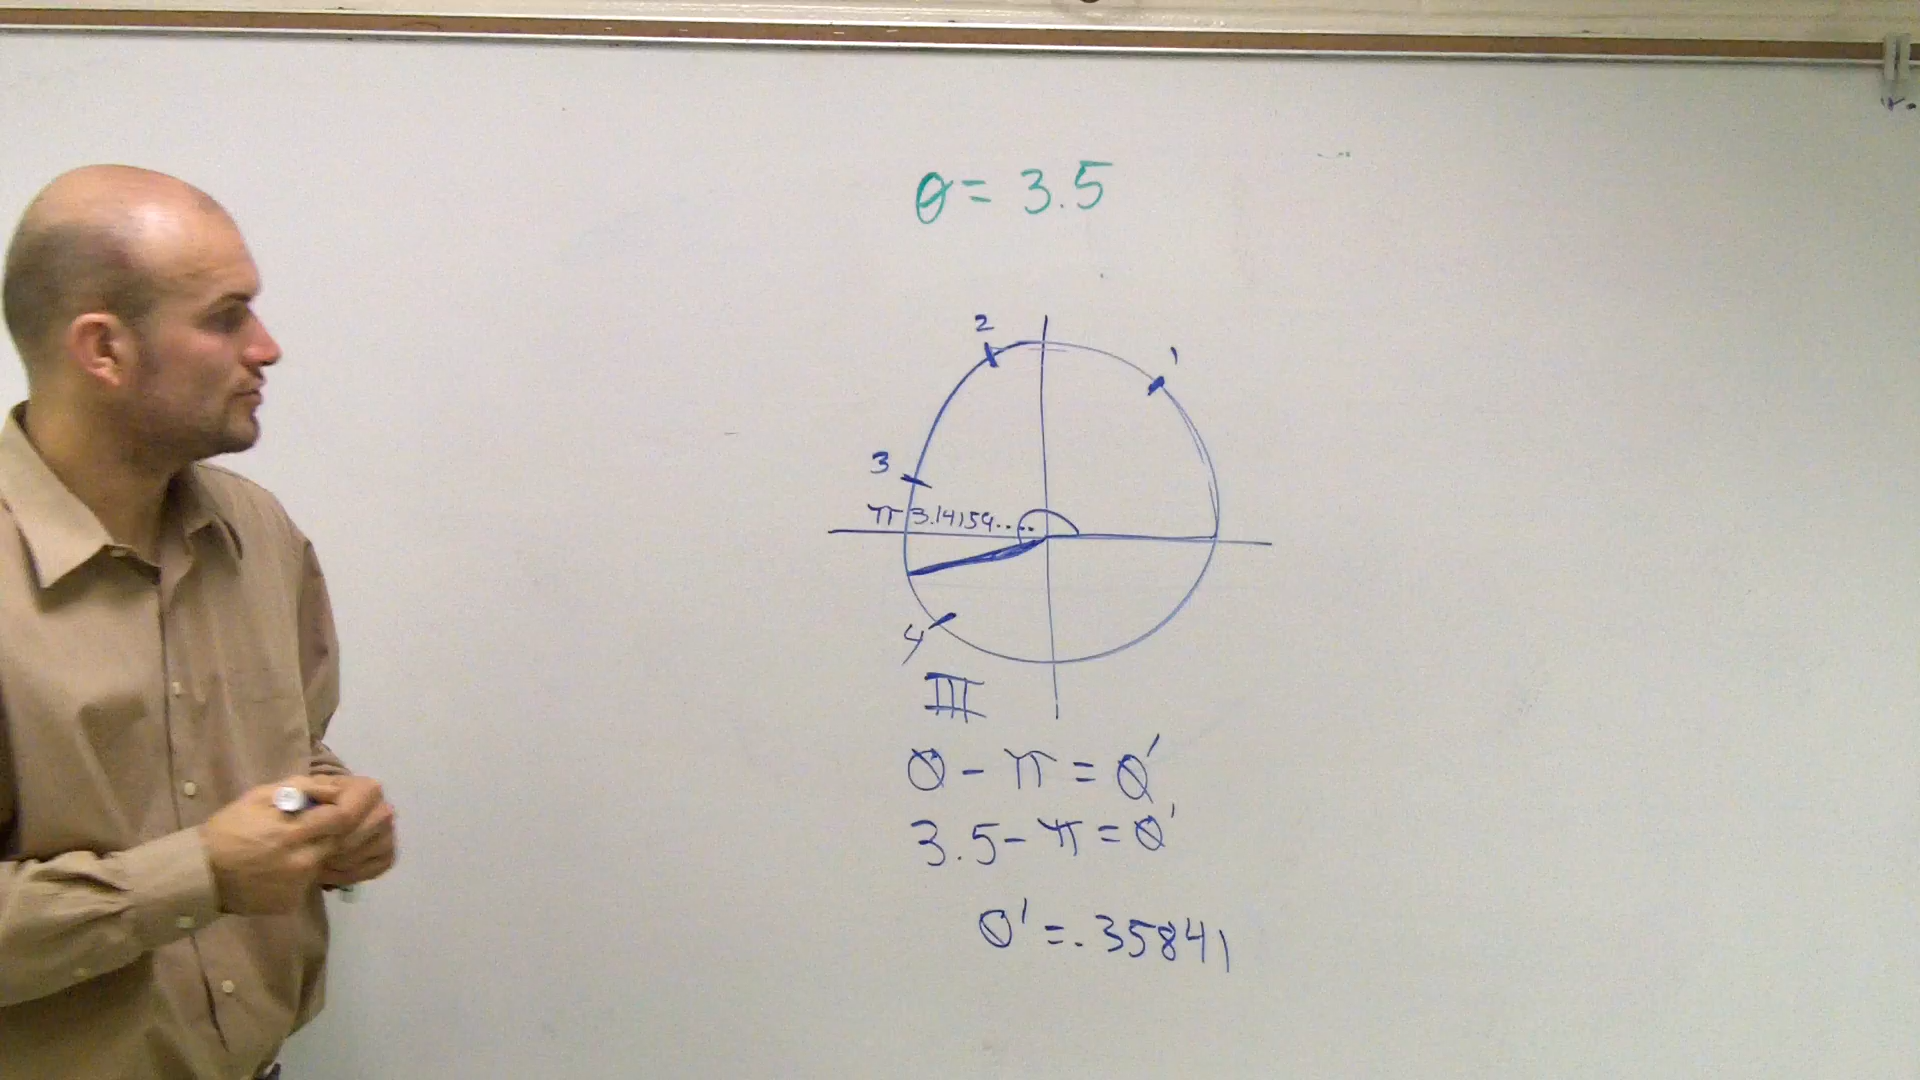 θ = 3.5
2
1
3
π 3.14159....
4
III
θ - π = θ'
3.5 - π = θ'
θ' = .35841